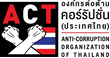 ACT
องค์กรต่อต้าน
คอร์รัปชัน
(ประเทศไทย)
ANTI-CORRUPTION
ORGANIZATION
OF THAILAND